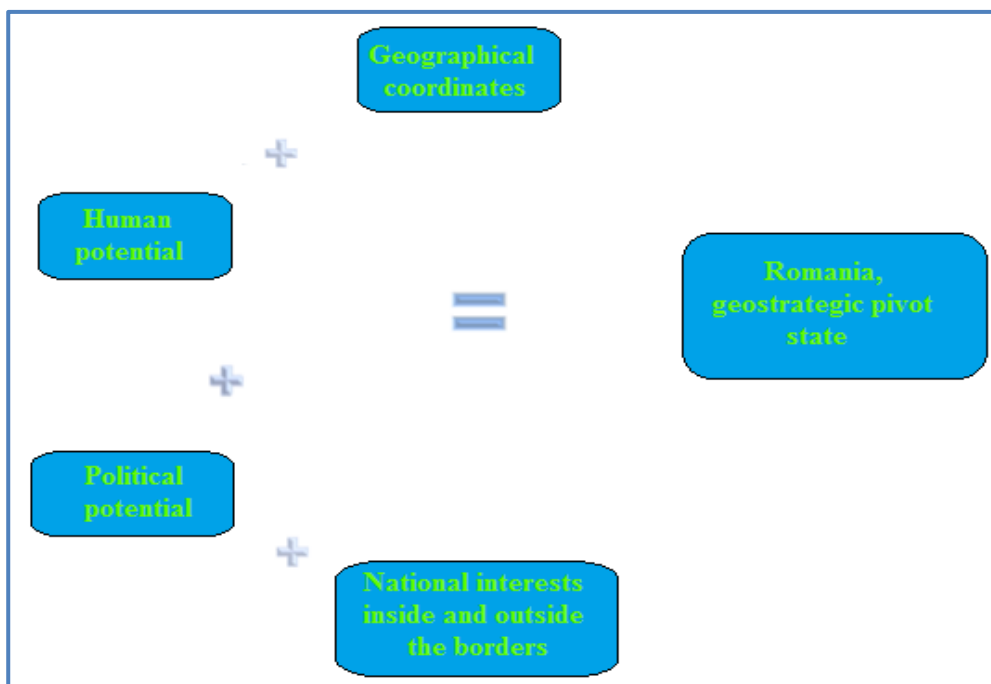 Geographical
coordinates
+
Human
potential
=
Romania,
geostrategic pivot
state
+
Political
potential
+
National interests
inside and outside
the borders